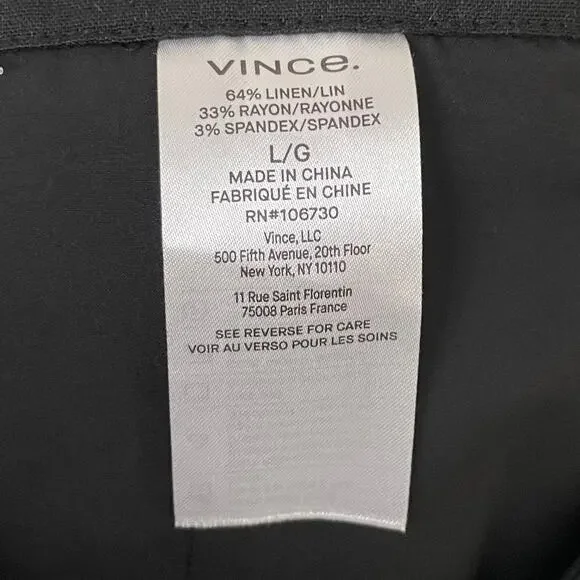 VINCE.
64% LINEN/LIN
33% RAYON/RAYONNE
3% SPANDEX/SPANDEX
L/G
MADE IN CHINA
FABRIQUÉ EN CHINE
RN#106730
Vince, LLC
500 Fifth Avenue, 20th Floor
New York, NY 10110
11 Rue Saint Florentin
75008 Paris France
SEE REVERSE FOR CARE
VOIR AU VERSO POUR LES SOINS